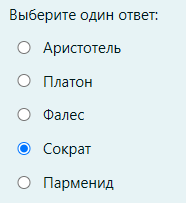 Выберите один ответ:
Аристотель
Платон
Фалес
Сократ
Парменид